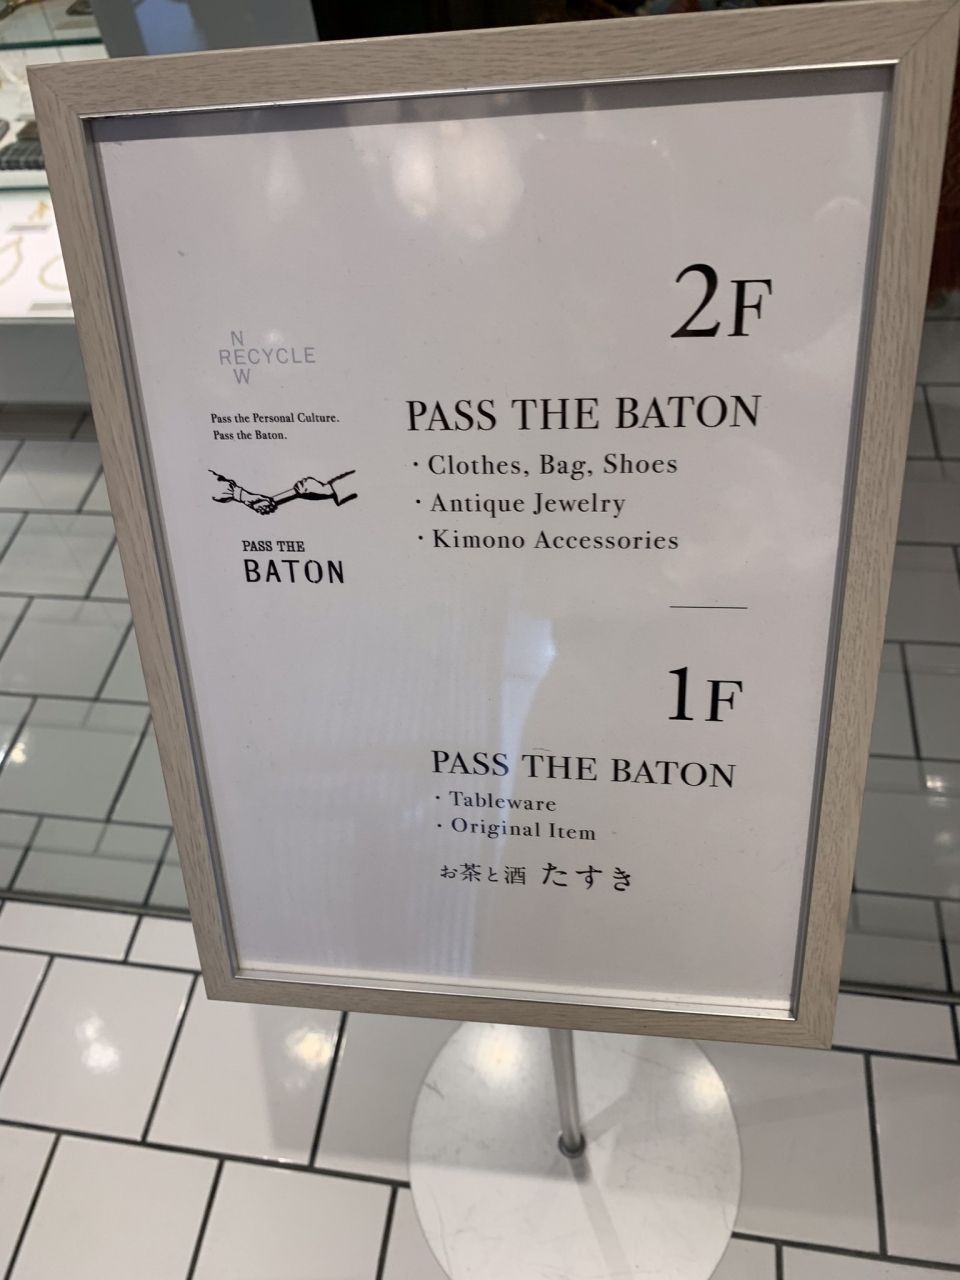 N
RECYCLE
W
Pass the Personal Culture.
Pass the Baton.
PASS THE
BATON
2F
PASS THE BATON
・Clothes, Bag, Shoes
・Antique Jewelry
・Kimono Accessories
1F
PASS THE BATON
・Tableware
・Original Item
お茶と酒 たすき